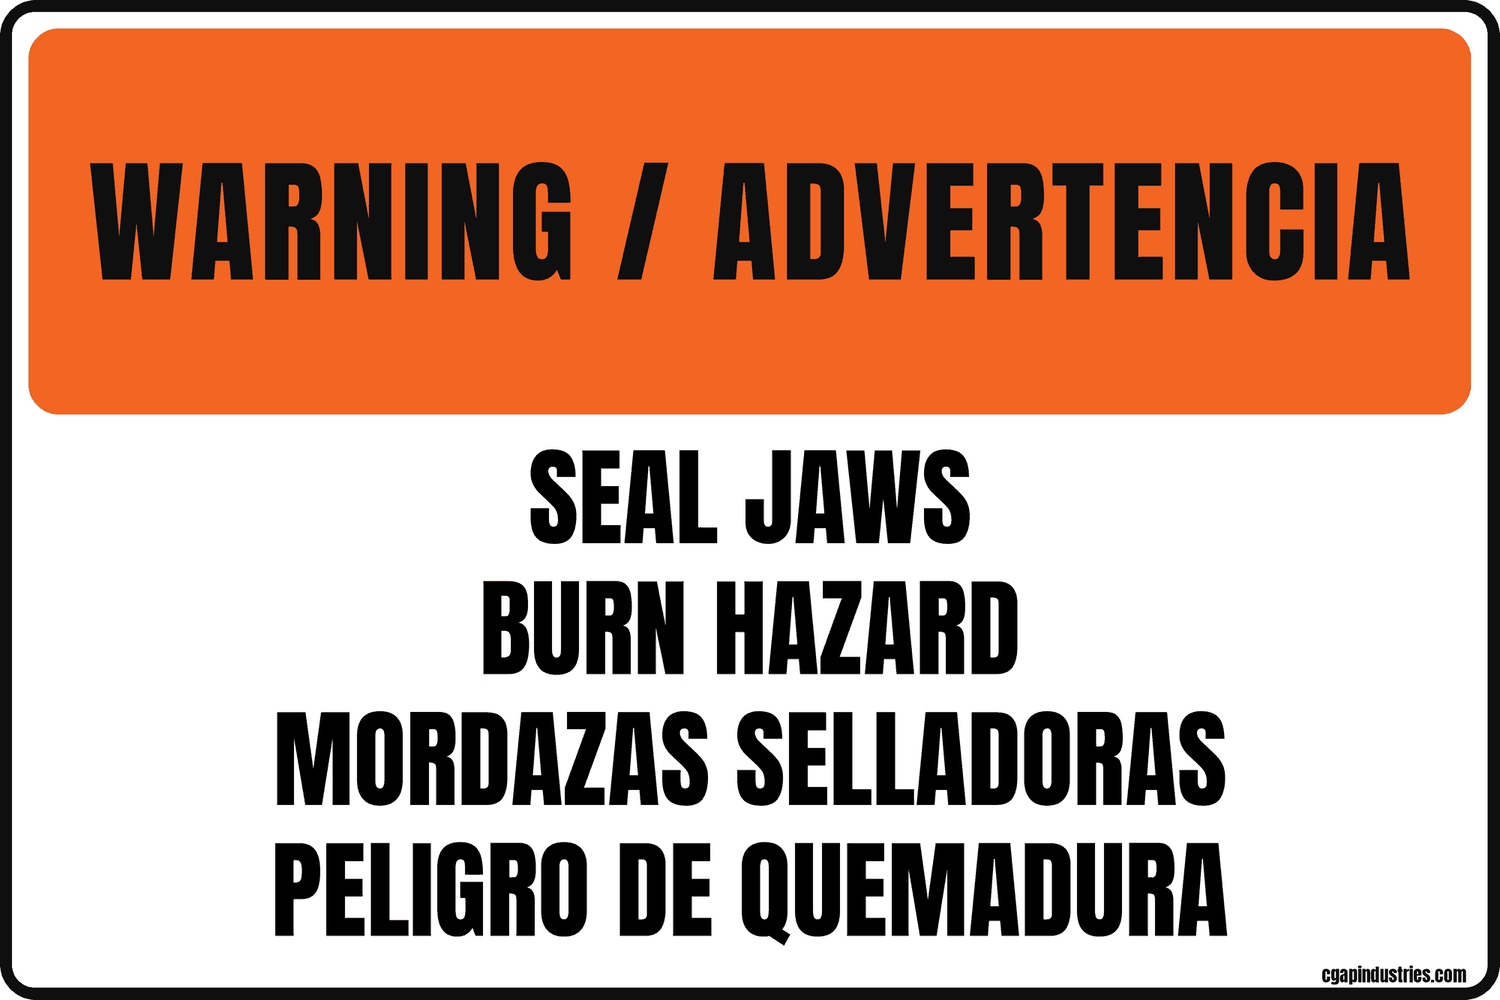 WARNING / ADVERTENCIA
SEAL JAWS
BURN HAZARD
MORDAZAS SELLADORAS
PELIGRO DE QUEMADURA
cgapindustries.com